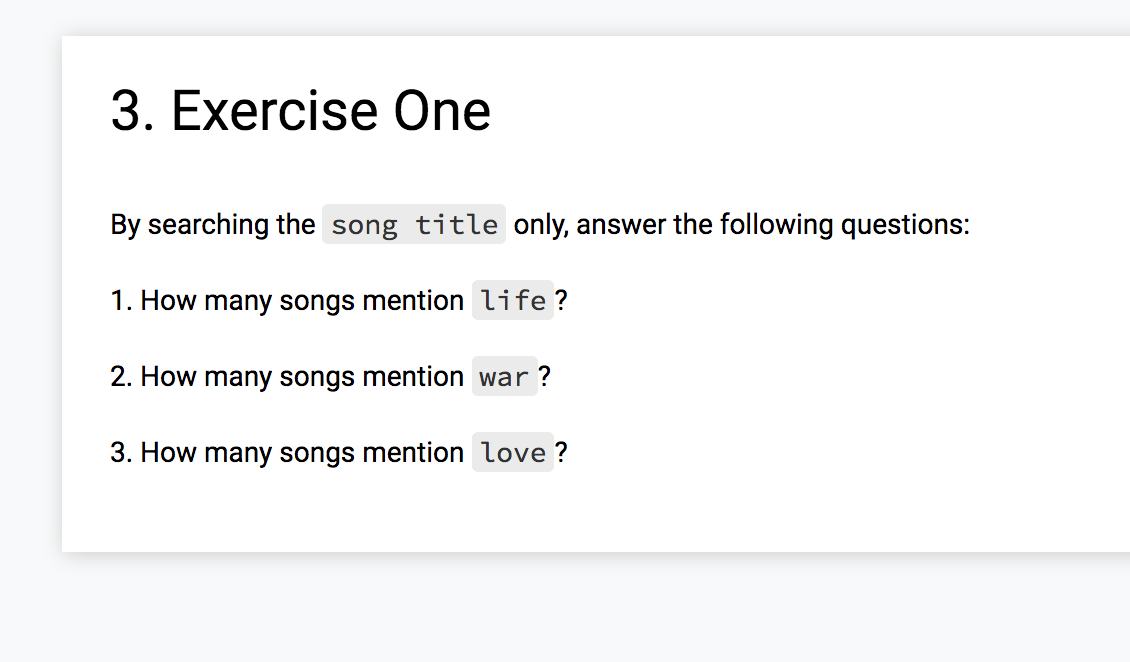 3. Exercise One
By searching the song title only, answer the following questions:
1. How many songs mention life?
2. How many songs mention war?
3. How many songs mention love?